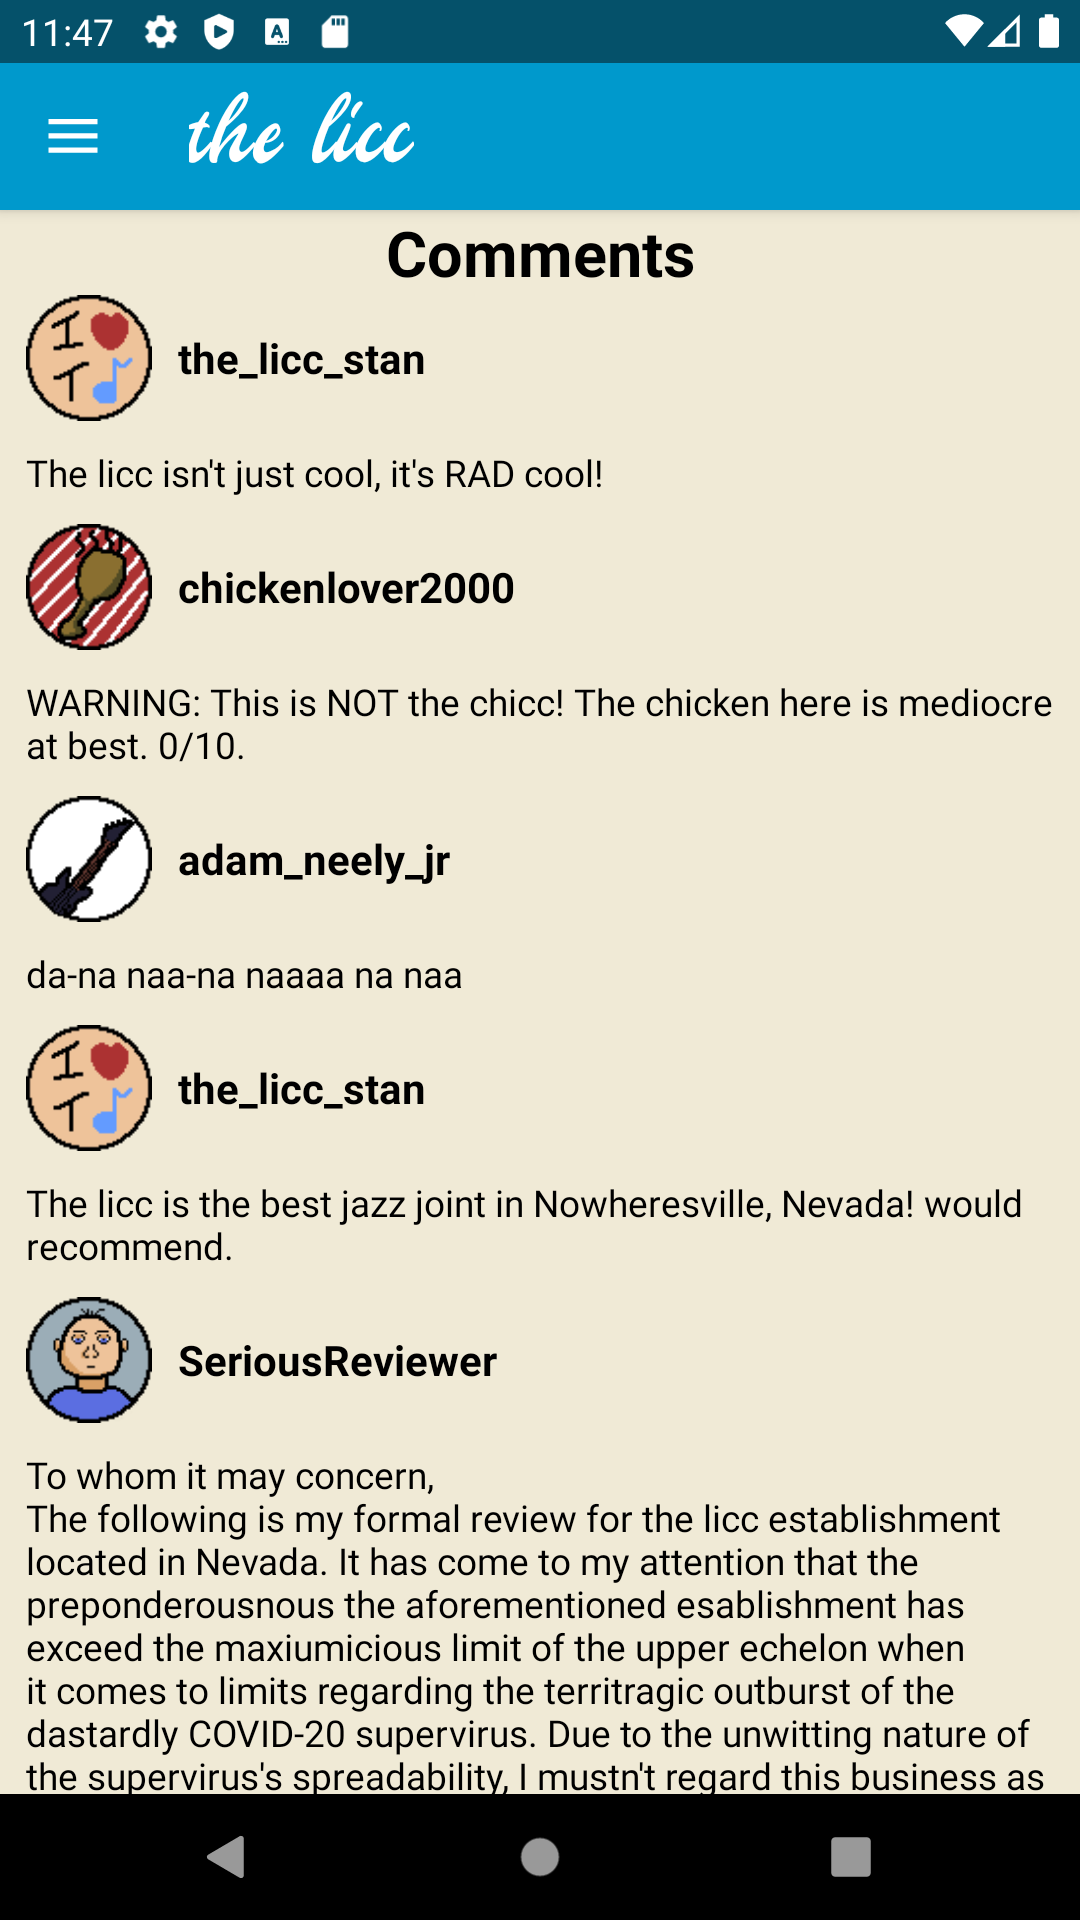 11:47
the licc
Comments
the_licc_stan
The licc isn't just cool, it's RAD cool!
chickenlover2000
WARNING: This is NOT the chicc! The chicken here is mediocre
at best. 0/10.
adam_neely_jr
da-na naa-na naaaa na naa
the_licc_stan
The licc is the best jazz joint in Nowheresville, Nevada! would
recommend.
SeriousReviewer
To whom it may concern,
The following is my formal review for the licc establishment
located in Nevada. It has come to my attention that the
preponderousnous the aforementioned esablishment has
exceed the maxiumicious limit of the upper echelon when
it comes to limits regarding the territragic outburst of the
dastardly COVID-20 supervirus. Due to the unwitting nature of
the supervirus's spreadability, I mustn't regard this business as